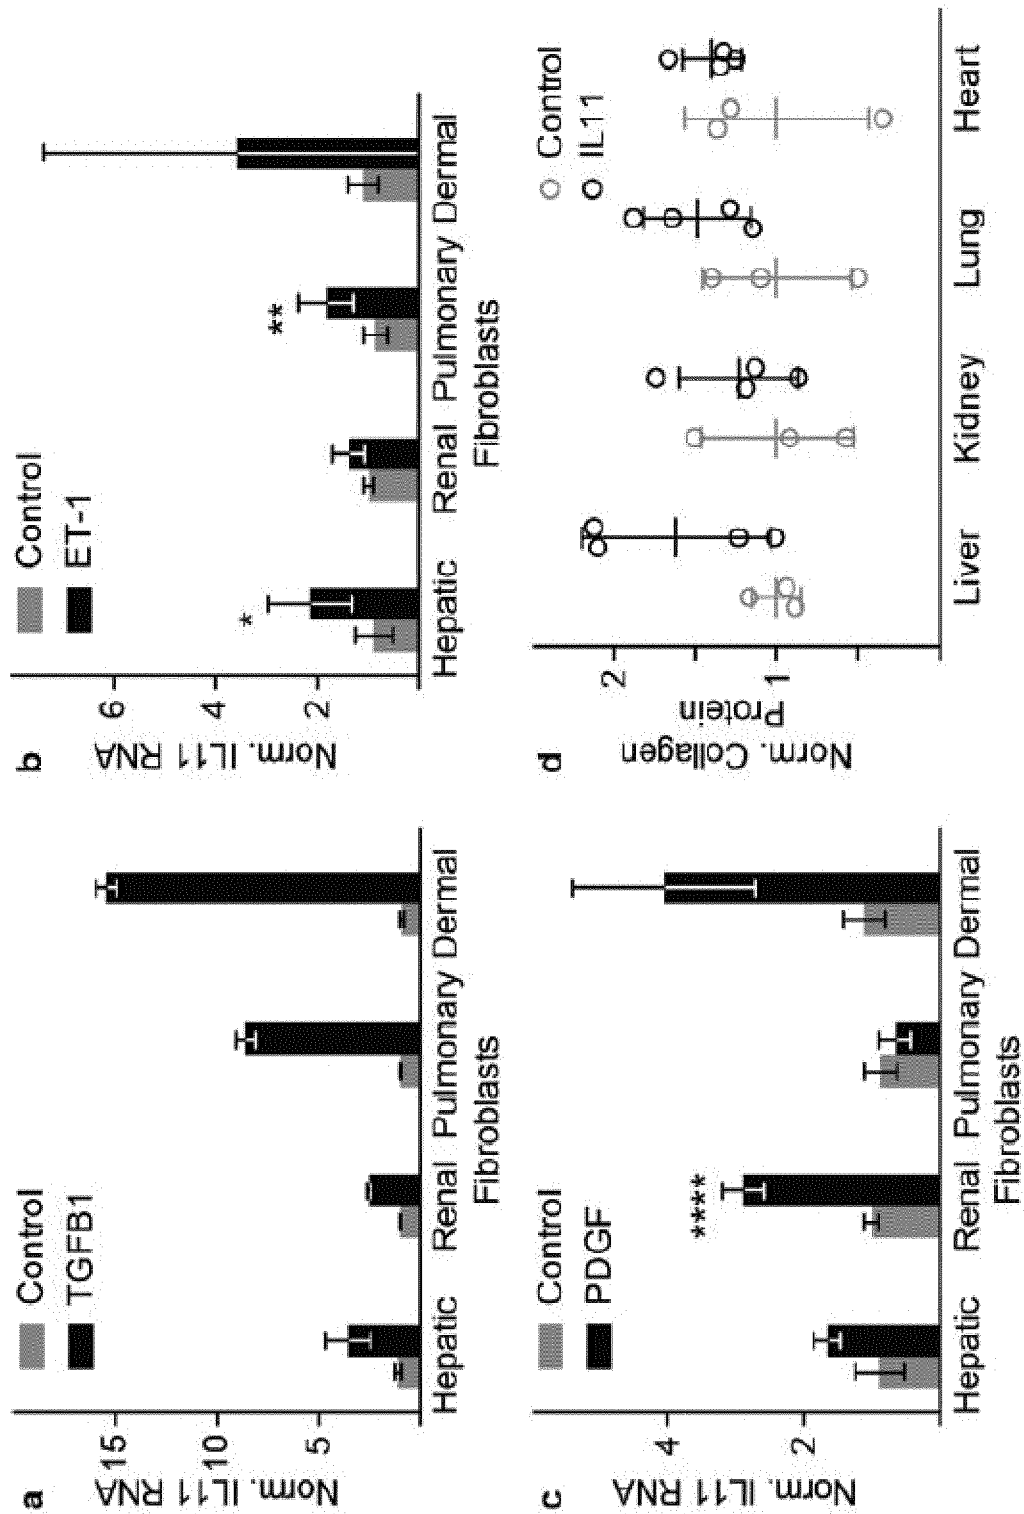 a
Norm. IL11 RNA
15
10
5
Control
TGFB1
Hepatic Renal Pulmonary Dermal
Fibroblasts
b
Norm. IL11 RNA
6
4
2
Control
ET-1
*
**
Hepatic Renal Pulmonary Dermal
Fibroblasts
c
Norm. IL11 RNA
4
2
Control
PDGF
****
Hepatic Renal Pulmonary Dermal
Fibroblasts
d
Norm. Collagen
Protein
2
1
Control
IL11
Liver Kidney Lung Heart